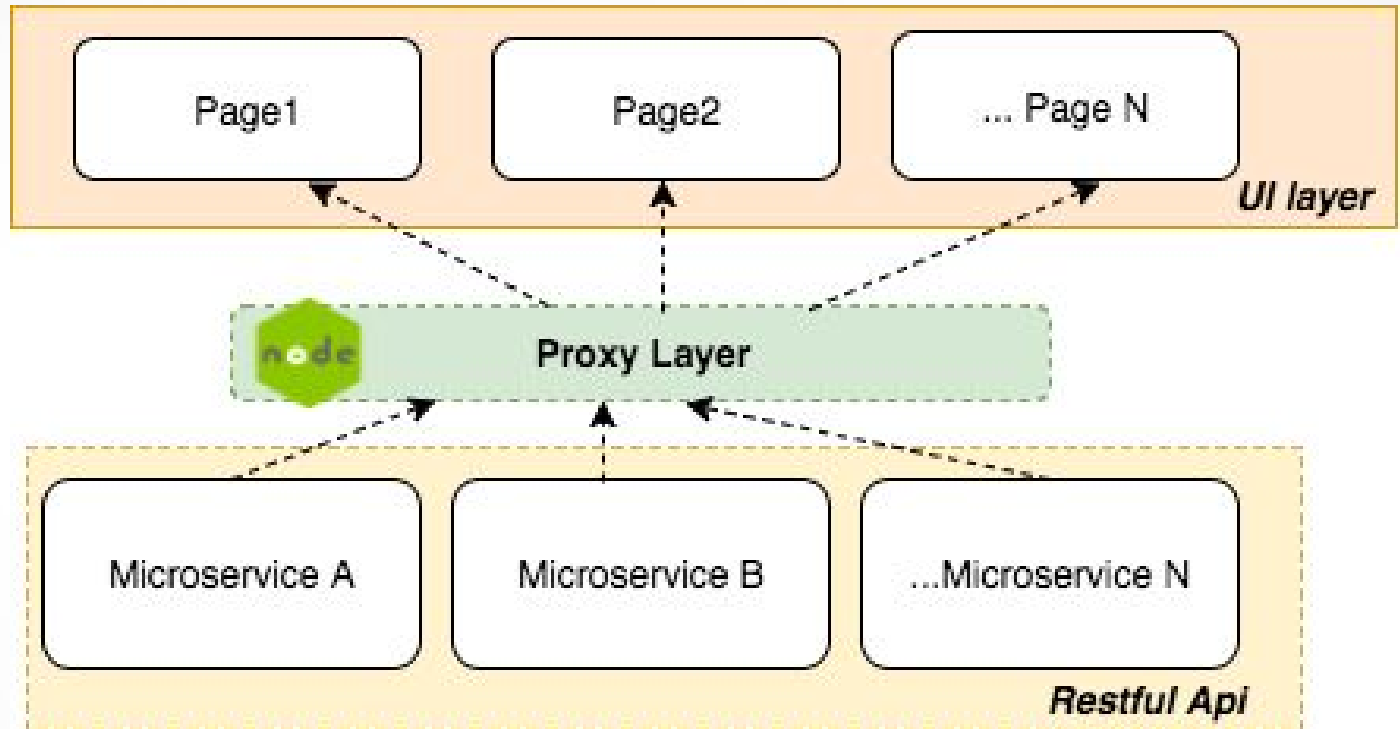 Page1
Page2
... Page N
UI layer
node
Proxy Layer
Microservice A
Microservice B
...Microservice N
Restful Api